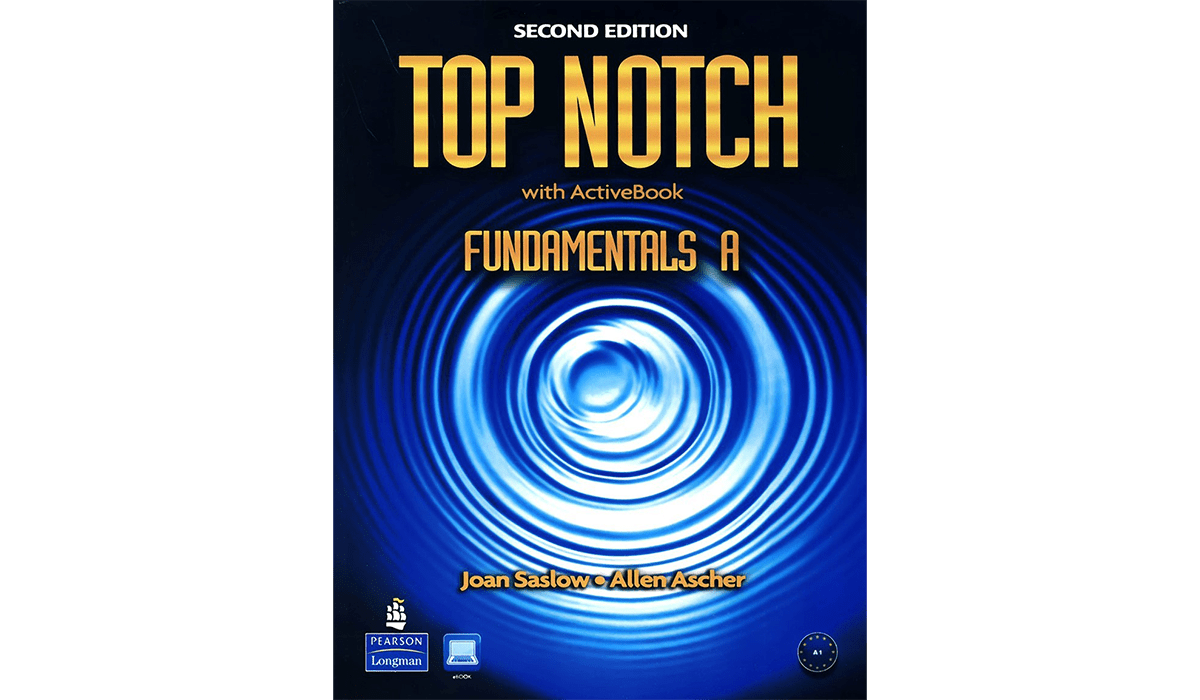 SECOND EDITION
TOP NOTCH
with ActiveBook
FUNDAMENTALS A
Joan Saslow • Allen Ascher
PEARSON
Longman
eBOOK
A1